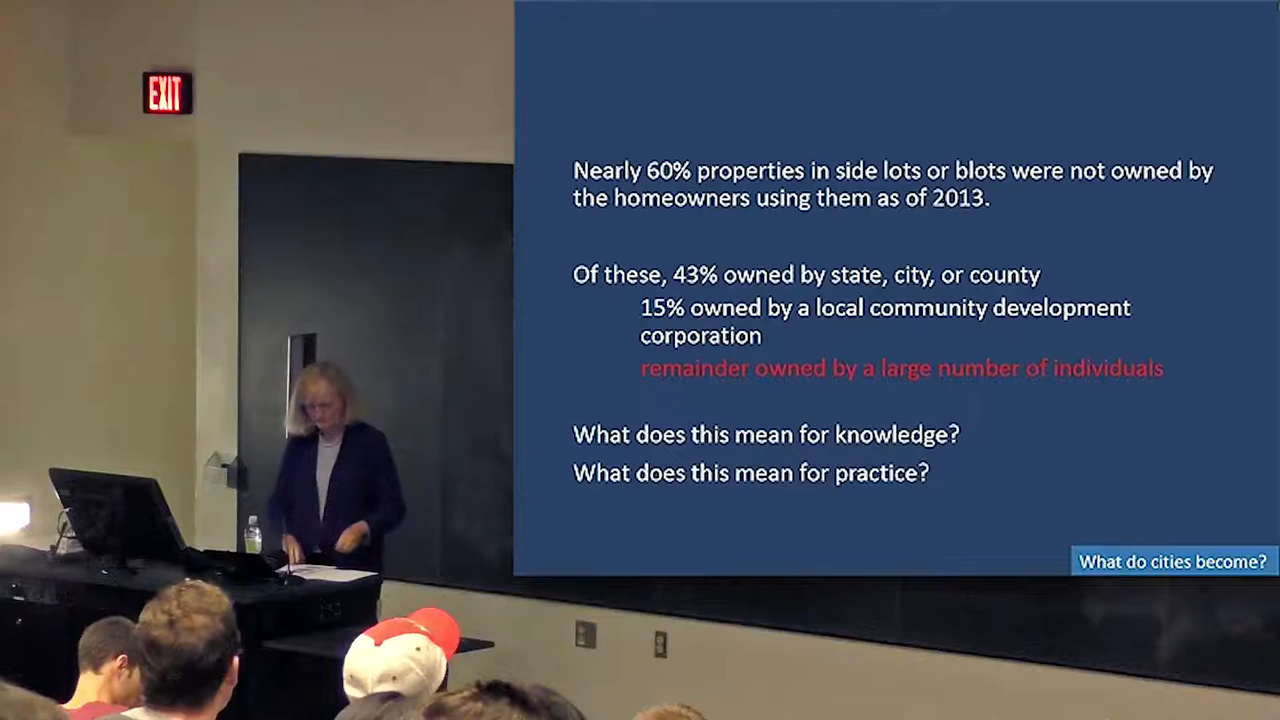 EXIT
Nearly 60% properties in side lots or blots were not owned by
the homeowners using them as of 2013.
Of these, 43% owned by state, city, or county
15% owned by a local community development
corporation
remainder owned by a large number of individuals
What does this mean for knowledge?
What does this mean for practice?
What do cities become?